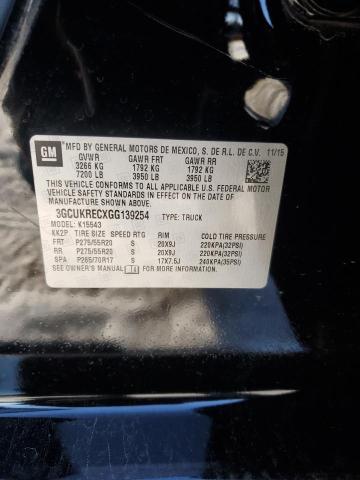 GM
MFD BY GENERAL MOTORS DE MEXICO, S. DE R.L. DE C.V. 11/15
GVWR GAWR FRT GAWR RR
3266 KG 1792 KG 1792 KG
7200 LB 3950 LB 3950 LB
THIS VEHICLE CONFORMS TO ALL APPLICABLE U.S. FEDERAL MOTOR
VEHICLE SAFETY STANDARDS IN EFFECT ON THE DATE OF
MANUFACTURE SHOWN ABOVE.
3GCUKRECXGG139254 TYPE: TRUCK
MODEL: K15543
KK2P TIRE SIZE SPEED RTG RIM COLD TIRE PRESSURE
FRT P275/55R20 S 20X9J 220KPA(32PSI)
RR P275/55R20 S 20X9J 220KPA(32PSI)
SPA P265/70R17 S 17X7.5J 240KPA(35PSI)
SEE OWNER'S MANUAL